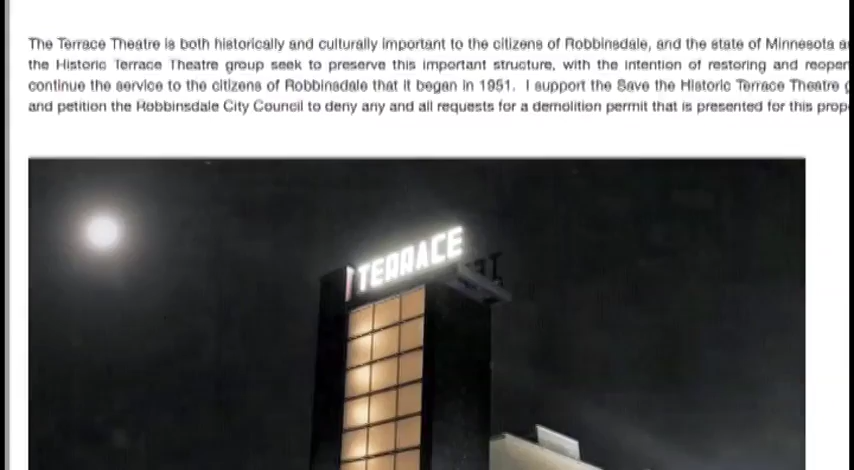 The Terrace Theatre is both historically and culturally important to the citizens of Robbinsdale, and the state of Minnesota
the Historic Terrace Theatre group seek to preserve this important structure, with the intention of restoring and
continue the service to the citizens of Robbinsdale that it began in 1951. I support the Save the Historic Terrace Theatre
and petition the Robbinsdale City Council to deny any and all requests for a demolition permit that is presented for this
TERRACE